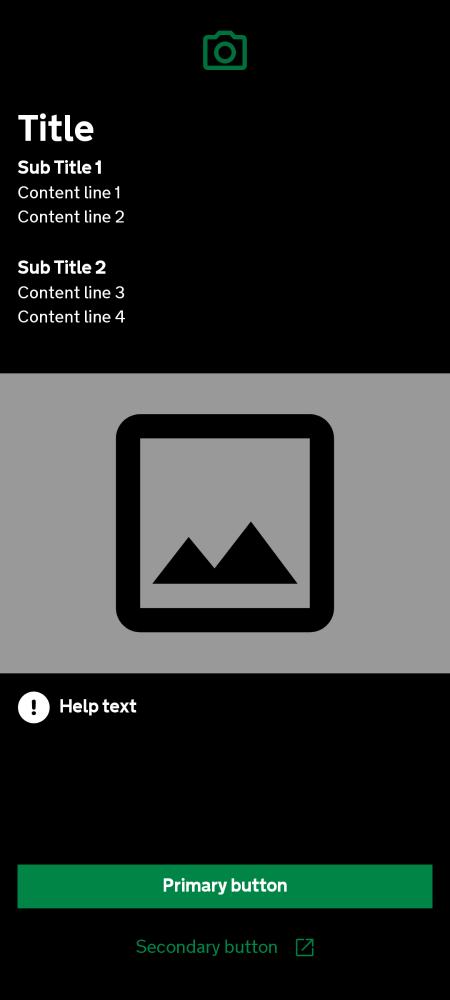 Title
Sub Title 1
Content line 1
Content line 2
Sub Title 2
Content line 3
Content line 4
Help text
Primary button
Secondary button